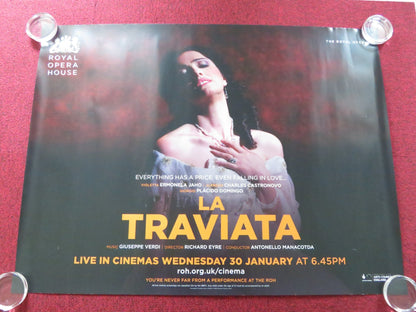 ROYAL
OPERA
HOUSE
THE ROYAL OPERA
EVERYTHING HAS A PRICE, EVEN FALLING IN LOVE...
VIOLETTA ERMONELA JAHO ALFREDO CHARLES CASTRONOVO
GERMONT PLÁCIDO DOMINGO
LA
TRAVIATA
MUSIC GIUSEPPE VERDI | DIRECTOR RICHARD EYRE | CONDUCTOR ANTONELLO MANACOTDA
LIVE IN CINEMAS WEDNESDAY 30 JANUARY AT 6.45PM
roh.org.uk/cinema
YOU'RE NEVER FAR FROM A PERFORMANCE AT THE ROH